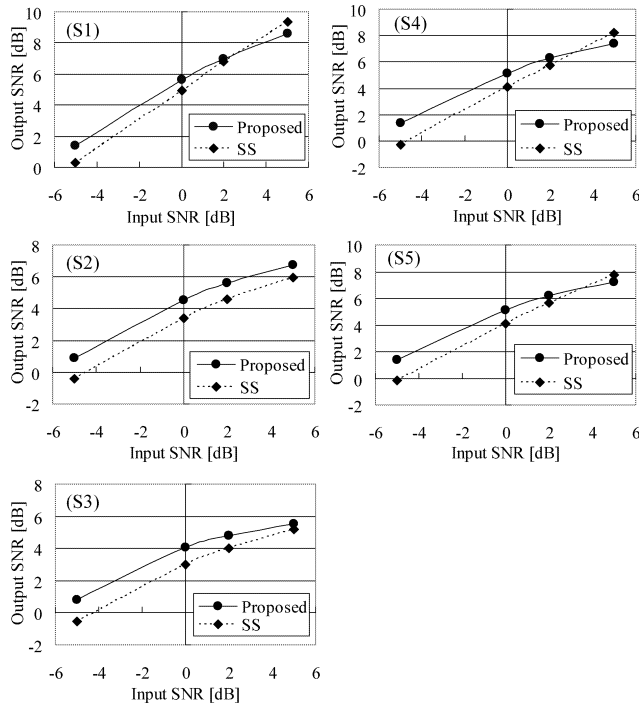 (S1)
Output SNR [dB]
10
8
6
4
2
0
Proposed
SS
-6 -4 -2 0 2 4 6
Input SNR [dB]
(S4)
Output SNR [dB]
10
8
6
4
2
0
-2
Proposed
SS
-6 -4 -2 0 2 4 6
Input SNR [dB]
(S2)
Output SNR [dB]
8
6
4
2
0
-2
Proposed
SS
-6 -4 -2 0 2 4 6
Input SNR [dB]
(S5)
Output SNR [dB]
10
8
6
4
2
0
-2
Proposed
SS
-6 -4 -2 0 2 4 6
Input SNR [dB]
(S3)
Output SNR [dB]
8
6
4
2
0
-2
Proposed
SS
-6 -4 -2 0 2 4 6
Input SNR [dB]